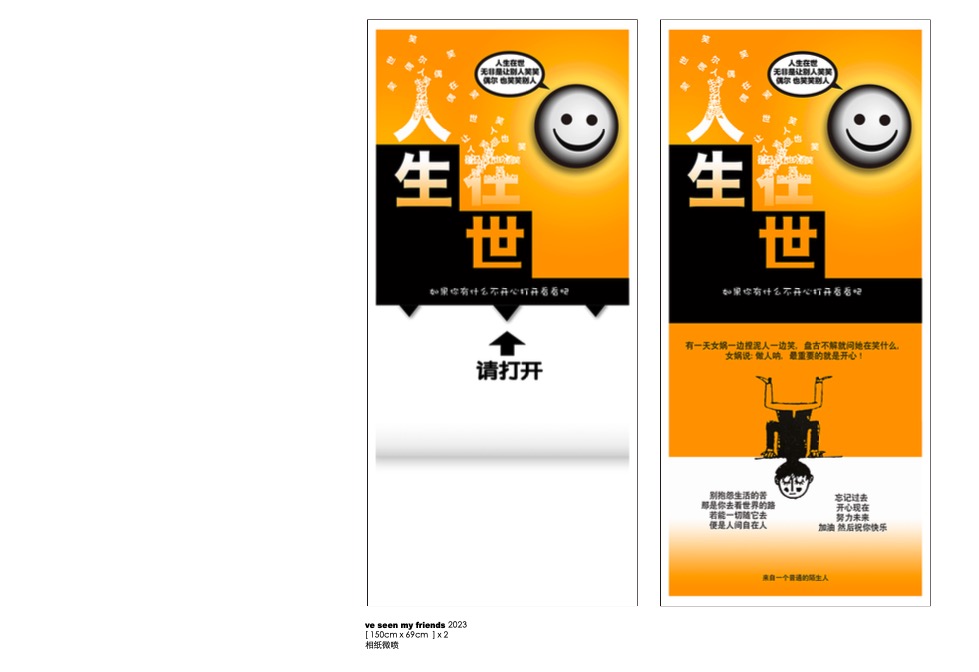 人生在世
无非是让别人笑笑
偶尔 也笑笑别人
人
生 在
世
如果你有什么不开心打开看看吧
请打开
人生在世
无非是让别人笑笑
偶尔 也笑笑别人
人
生 在
世
如果你有什么不开心打开看看吧
有一天女娲一边捏泥人一边笑，盘古不解就问她在笑什么，
女娲说: 做人呐， 最重要的就是开心！
别抱怨生活的苦
那是你去看世界的路
若能一切随它去
便是人间自在人
忘记过去
开心现在
努力未来
加油 然后祝你快乐
来自一个普通的陌生人
ve seen my friends 2023
[ 150cm x 69cm ] x 2
相纸微喷